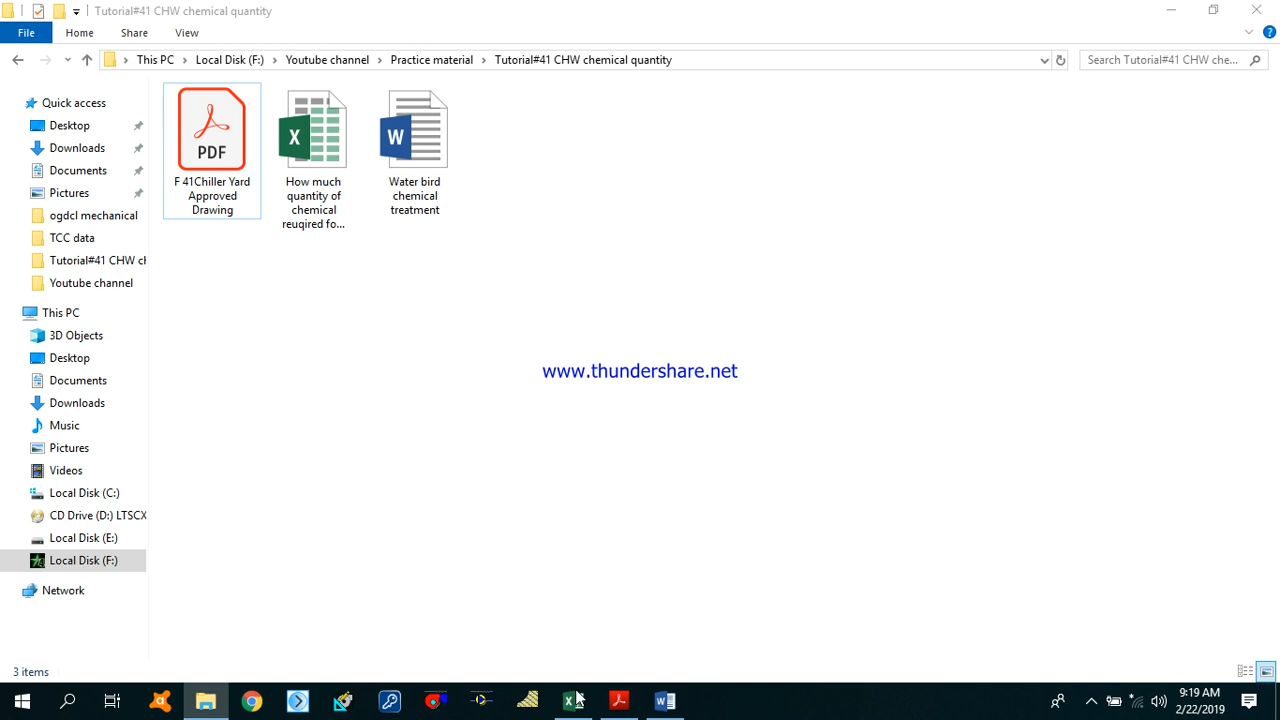 Tutorial#41 CHW chemical quantity
File
Home
Share
View
This PC
Local Disk (F:)
Youtube channel
Practice material
Tutorial#41 CHW chemical quantity
Search Tutorial#41 CHW che...
Quick access
Desktop
Downloads
Documents
Pictures
ogdcl mechanical
TCC data
Tutorial#41 CHW cl
Youtube channel
This PC
3D Objects
Desktop
Documents
Downloads
Music
Pictures
Videos
Local Disk (C:)
CD Drive (D:) LTSCX
Local Disk (E:)
Local Disk (F:)
Network
PDF
F 41Chiller Yard
Approved
Drawing
X
How much
quantity of
chemical
reuqired fo...
W
Water bird
chemical
treatment
www.thundershare.net
3 items
9:19 AM
2/22/2019